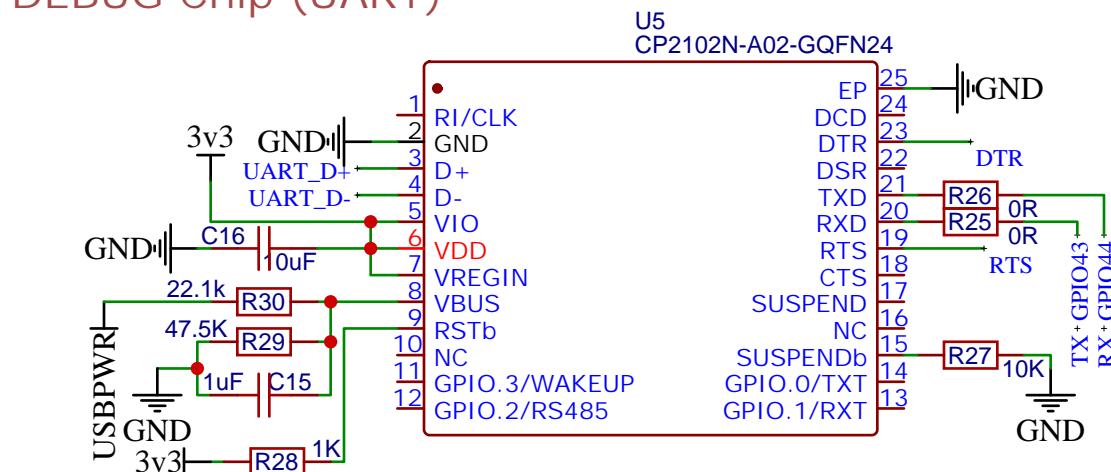 DEBUG Chip (UART)
U5
CP2102N-A02-GQFN24
1 RI/CLK
2 GND
3 D+
4 D-
5 VIO
6 VDD
7 VREGIN
8 VBUS
9 RSTb
10 NC
11 GPIO.3/WAKEUP
12 GPIO.2/RS485
EP 25
DCD 24
DTR 23
DSR 22
TXD 21
RXD 20
RTS 19
CTS 18
SUSPEND 17
NC 16
SUSPENDb 15
GPIO.0/TXT 14
GPIO.1/RXT 13
3v3
GND
UART_D+
UART_D-
GND
C16
10uF
22.1k
R30
47.5K
R29
1uF
C15
USBPWR
GND
3v3
R28
1K
GND
DTR
R26
0R
R25
0R
RTS
TX GPIO43
RX GPIO44
R27
10K
GND